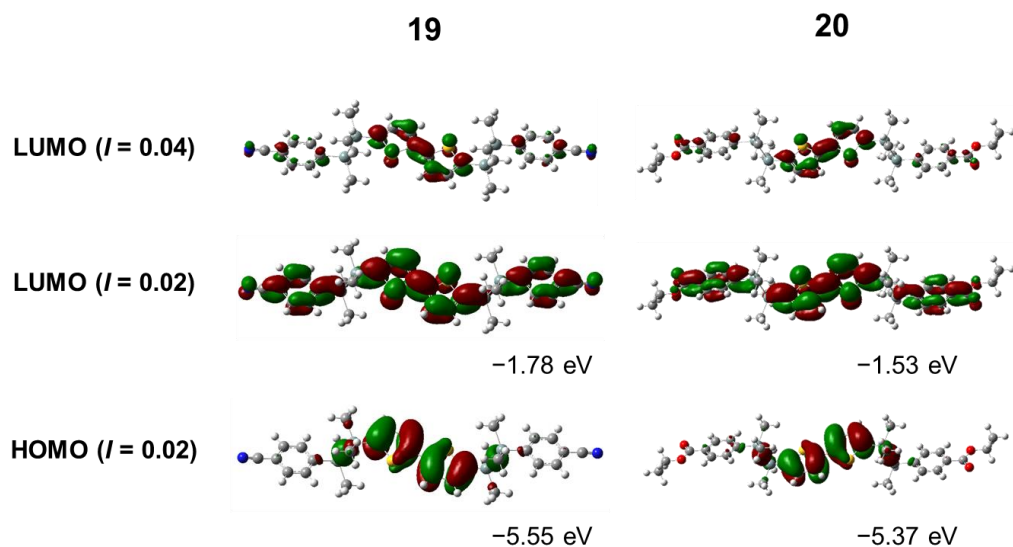 19 20
LUMO (I = 0.04)
LUMO (I = 0.02)
−1.78 eV −1.53 eV
HOMO (I = 0.02)
−5.55 eV −5.37 eV